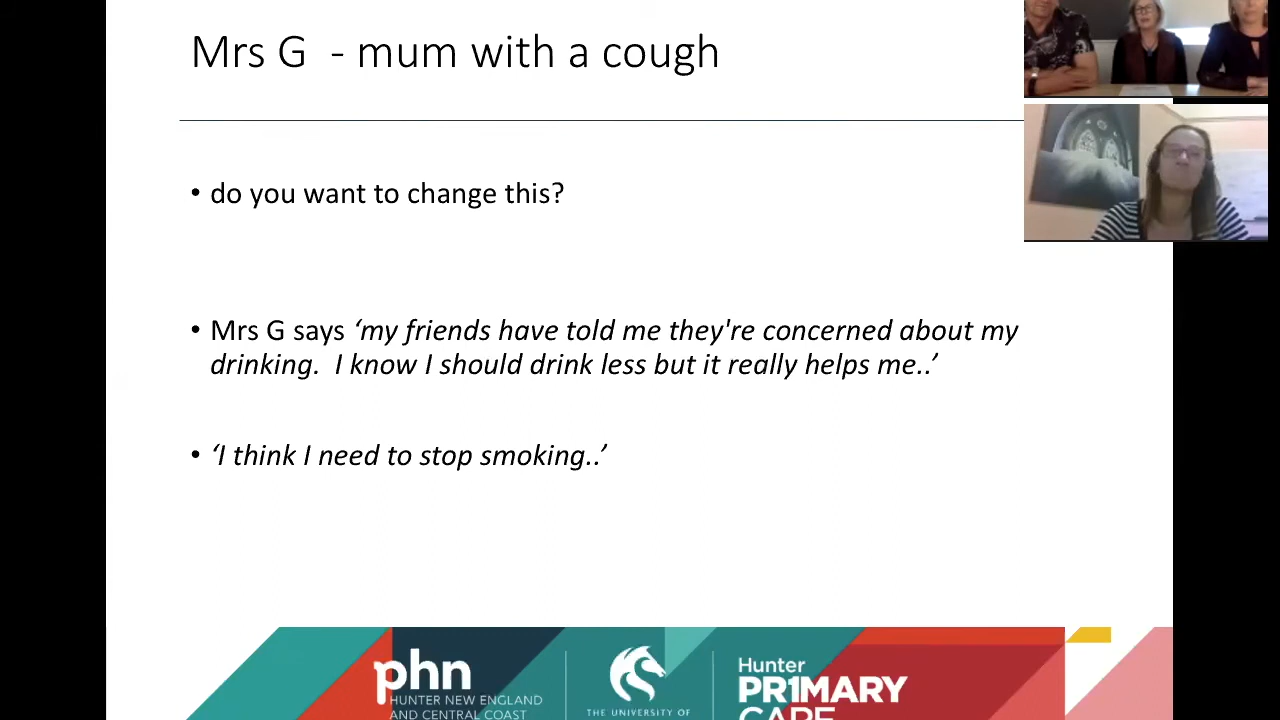 Mrs G  - mum with a cough
• do you want to change this?
• Mrs G says ‘my friends have told me they're concerned about my
drinking.  I know I should drink less but it really helps me..’
• ‘I think I need to stop smoking..’
phn
HUNTER NEW ENGLAND
AND CENTRAL COAST
THE UNIVERSITY OF
Hunter
PR1MARY
CARE